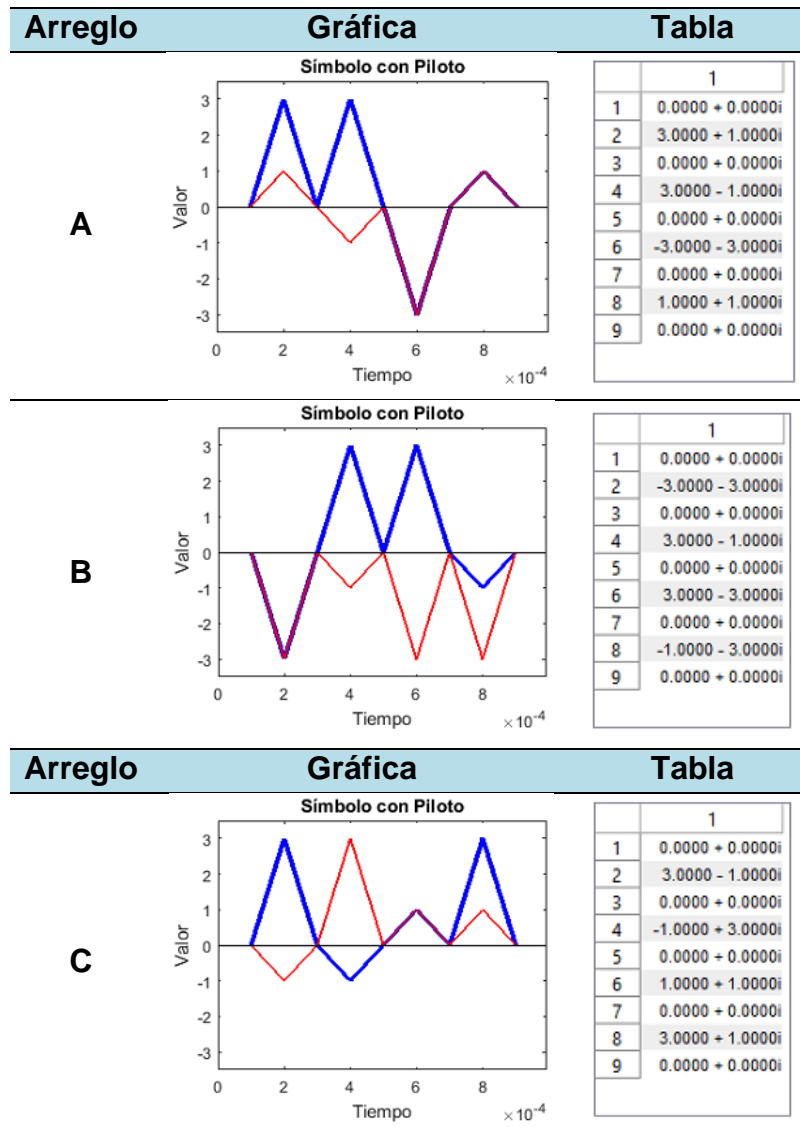 Arreglo Gráfica Tabla
A
Símbolo con Piloto
3
2
1
0
-1
-2
-3
Valor
0 2 4 6 8
Tiempo ×10-4
1
1 0.0000 + 0.0000i
2 3.0000 + 1.0000i
3 0.0000 + 0.0000i
4 3.0000 - 1.0000i
5 0.0000 + 0.0000i
6 -3.0000 - 3.0000i
7 0.0000 + 0.0000i
8 1.0000 + 1.0000i
9 0.0000 + 0.0000i
B
Símbolo con Piloto
3
2
1
0
-1
-2
-3
Valor
0 2 4 6 8
Tiempo ×10-4
1
1 0.0000 + 0.0000i
2 -3.0000 - 3.0000i
3 0.0000 + 0.0000i
4 3.0000 - 1.0000i
5 0.0000 + 0.0000i
6 3.0000 - 3.0000i
7 0.0000 + 0.0000i
8 -1.0000 - 3.0000i
9 0.0000 + 0.0000i
Arreglo Gráfica Tabla
C
Símbolo con Piloto
3
2
1
0
-1
-2
-3
Valor
0 2 4 6 8
Tiempo ×10-4
1
1 0.0000 + 0.0000i
2 3.0000 - 1.0000i
3 0.0000 + 0.0000i
4 -1.0000 + 3.0000i
5 0.0000 + 0.0000i
6 1.0000 + 1.0000i
7 0.0000 + 0.0000i
8 3.0000 + 1.0000i
9 0.0000 + 0.0000i